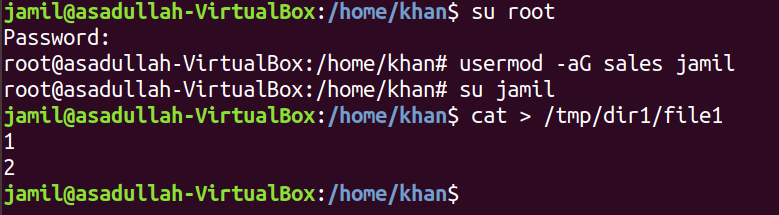 jamil@asadullah-VirtualBox:/home/khan$ su root
Password:
root@asadullah-VirtualBox:/home/khan# usermod -aG sales jamil
root@asadullah-VirtualBox:/home/khan# su jamil
jamil@asadullah-VirtualBox:/home/khan$ cat > /tmp/dir1/file1
1
2
jamil@asadullah-VirtualBox:/home/khan$